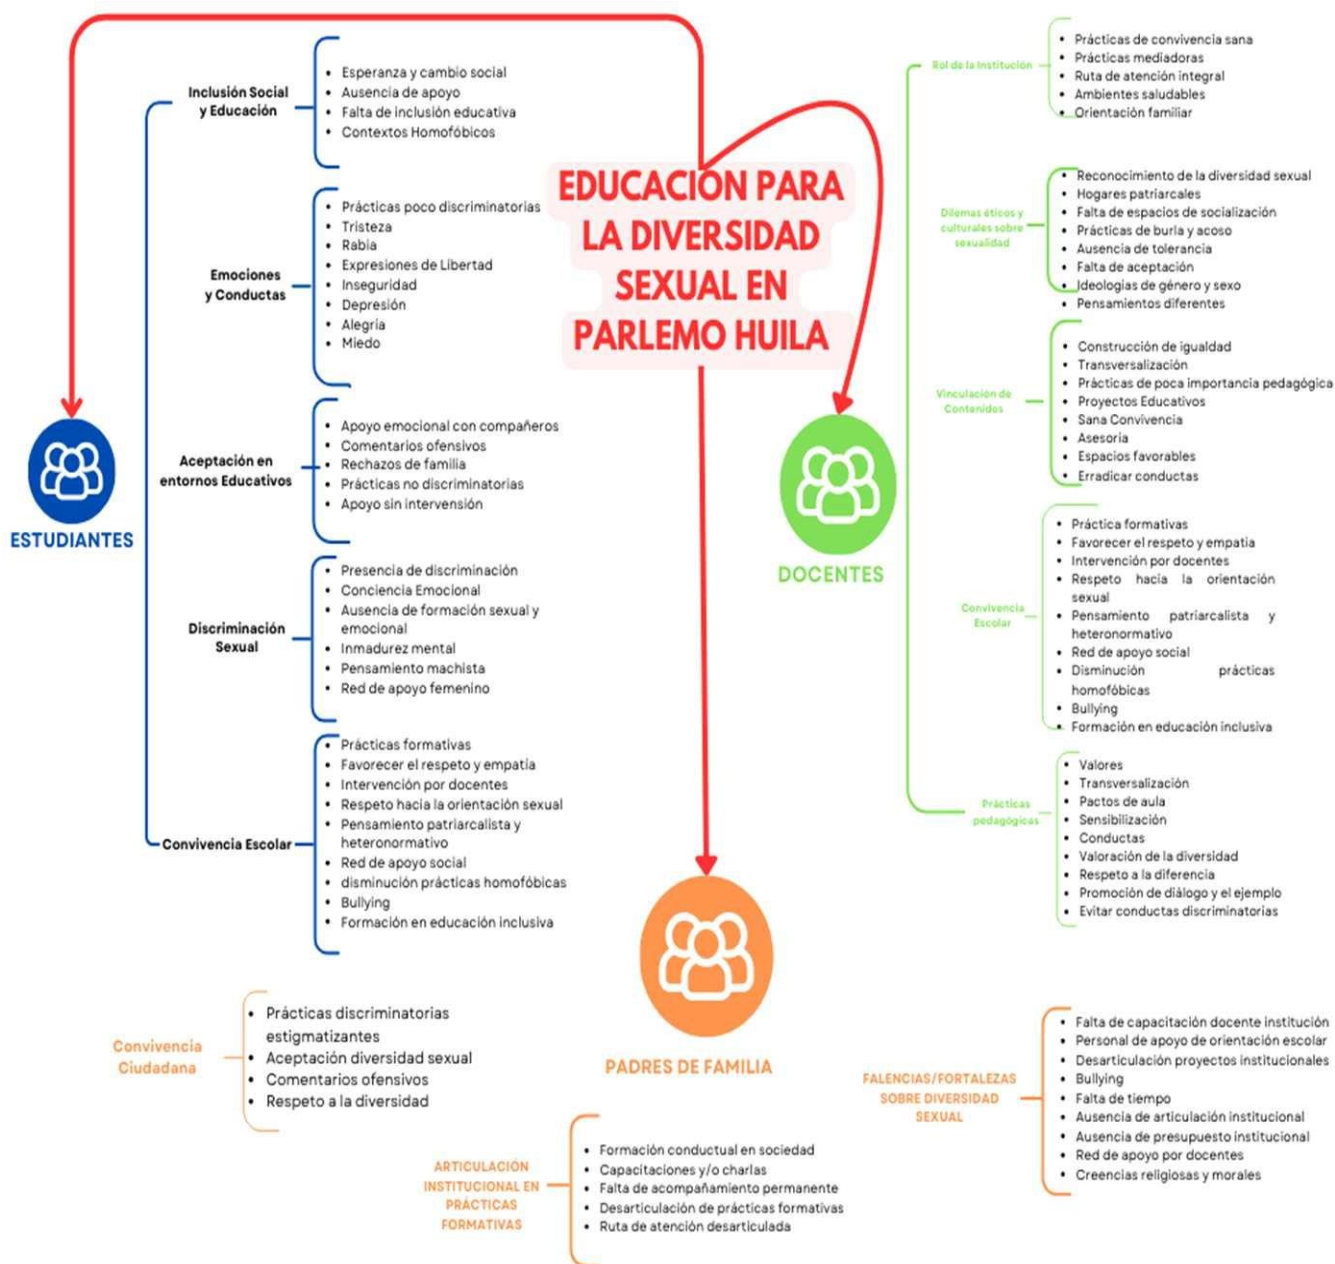 EDUCACIÓN PARA
LA DIVERSIDAD
SEXUAL EN
PARLEMO HUILA
ESTUDIANTES
Inclusión Social
y Educación
• Esperanza y cambio social
• Ausencia de apoyo
• Falta de inclusión educativa
• Contextos Homofóbicos
Emociones
y Conductas
• Prácticas poco discriminatorias
• Tristeza
• Rabia
• Expresiones de Libertad
• Inseguridad
• Depresión
• Alegria
• Miedo
Aceptación en
entornos Educativos
• Apoyo emocional con compañeros
• Comentarios ofensivos
• Rechazos de familia
• Prácticas no discriminatorias
• Apoyo sin intervención
Discriminación
Sexual
• Presencia de discriminación
• Conciencia Emocional
• Ausencia de formación sexual y
emocional
• Inmadurez mental
• Pensamiento machista
• Red de apoyo femenino
Convivencia Escolar
• Prácticas formativas
• Favorecer el respeto y empatía
• Intervención por docentes
• Respeto hacia la orientación sexual
• Pensamiento patriarcalista y
heteronormativo
• Red de apoyo social
• disminución prácticas homofóbicas
• Bullying
• Formación en educación inclusiva
DOCENTES
Rol de la Institución
• Prácticas de convivencia sana
• Prácticas mediadoras
• Ruta de atención integral
• Ambientes saludables
• Orientación familiar
Dilemas éticos y
culturales sobre
sexualidad
• Reconocimiento de la diversidad sexual
• Hogares patriarcales
• Falta de espacios de socialización
• Prácticas de burla y acoso
• Ausencia de tolerancia
• Falta de aceptación
• Ideologias de género y sexo
• Pensamientos diferentes
Vinculación de
Contenidos
• Construcción de igualdad
• Transversalización
• Prácticas de poca importancia pedagógica
• Proyectos Educativos
• Sana Convivencia
• Asesoria
• Espacios favorables
• Erradicar conductas
Convivencia
Escolar
• Práctica formativas
• Favorecer el respeto y empatia
• Intervención por docentes
• Respeto hacia la orientación
sexual
• Pensamiento patriarcalista y
heteronormativo
• Red de apoyo social
• Disminución prácticas
homofóbicas
• Bullying
• Formación en educación inclusiva
Prácticas
pedagógicas
• Valores
• Transversalización
• Pactos de aula
• Sensibilización
• Conductas
• Valoración de la diversidad
• Respeto a la diferencia
• Promoción de diálogo y el ejemplo
• Evitar conductas discriminatorias
PADRES DE FAMILIA
Convivencia
Ciudadana
• Prácticas discriminatorias
estigmatizantes
• Aceptación diversidad sexual
• Comentarios ofensivos
• Respeto a la diversidad
ARTICULACIÓN
INSTITUCIONAL EN
PRÁCTICAS
FORMATIVAS
• Formación conductual en sociedad
• Capacitaciones y/o charlas
• Falta de acompañamiento permanente
• Desarticulación de prácticas formativas
• Ruta de atención desarticulada
FALENCIAS/FORTALEZAS
SOBRE DIVERSIDAD
SEXUAL
• Falta de capacitación docente institución
• Personal de apoyo de orientación escolar
• Desarticulación proyectos institucionales
• Bullying
• Falta de tiempo
• Ausencia de articulación institucional
• Ausencia de presupuesto institucional
• Red de apoyo por docentes
• Creencias religiosas y morales